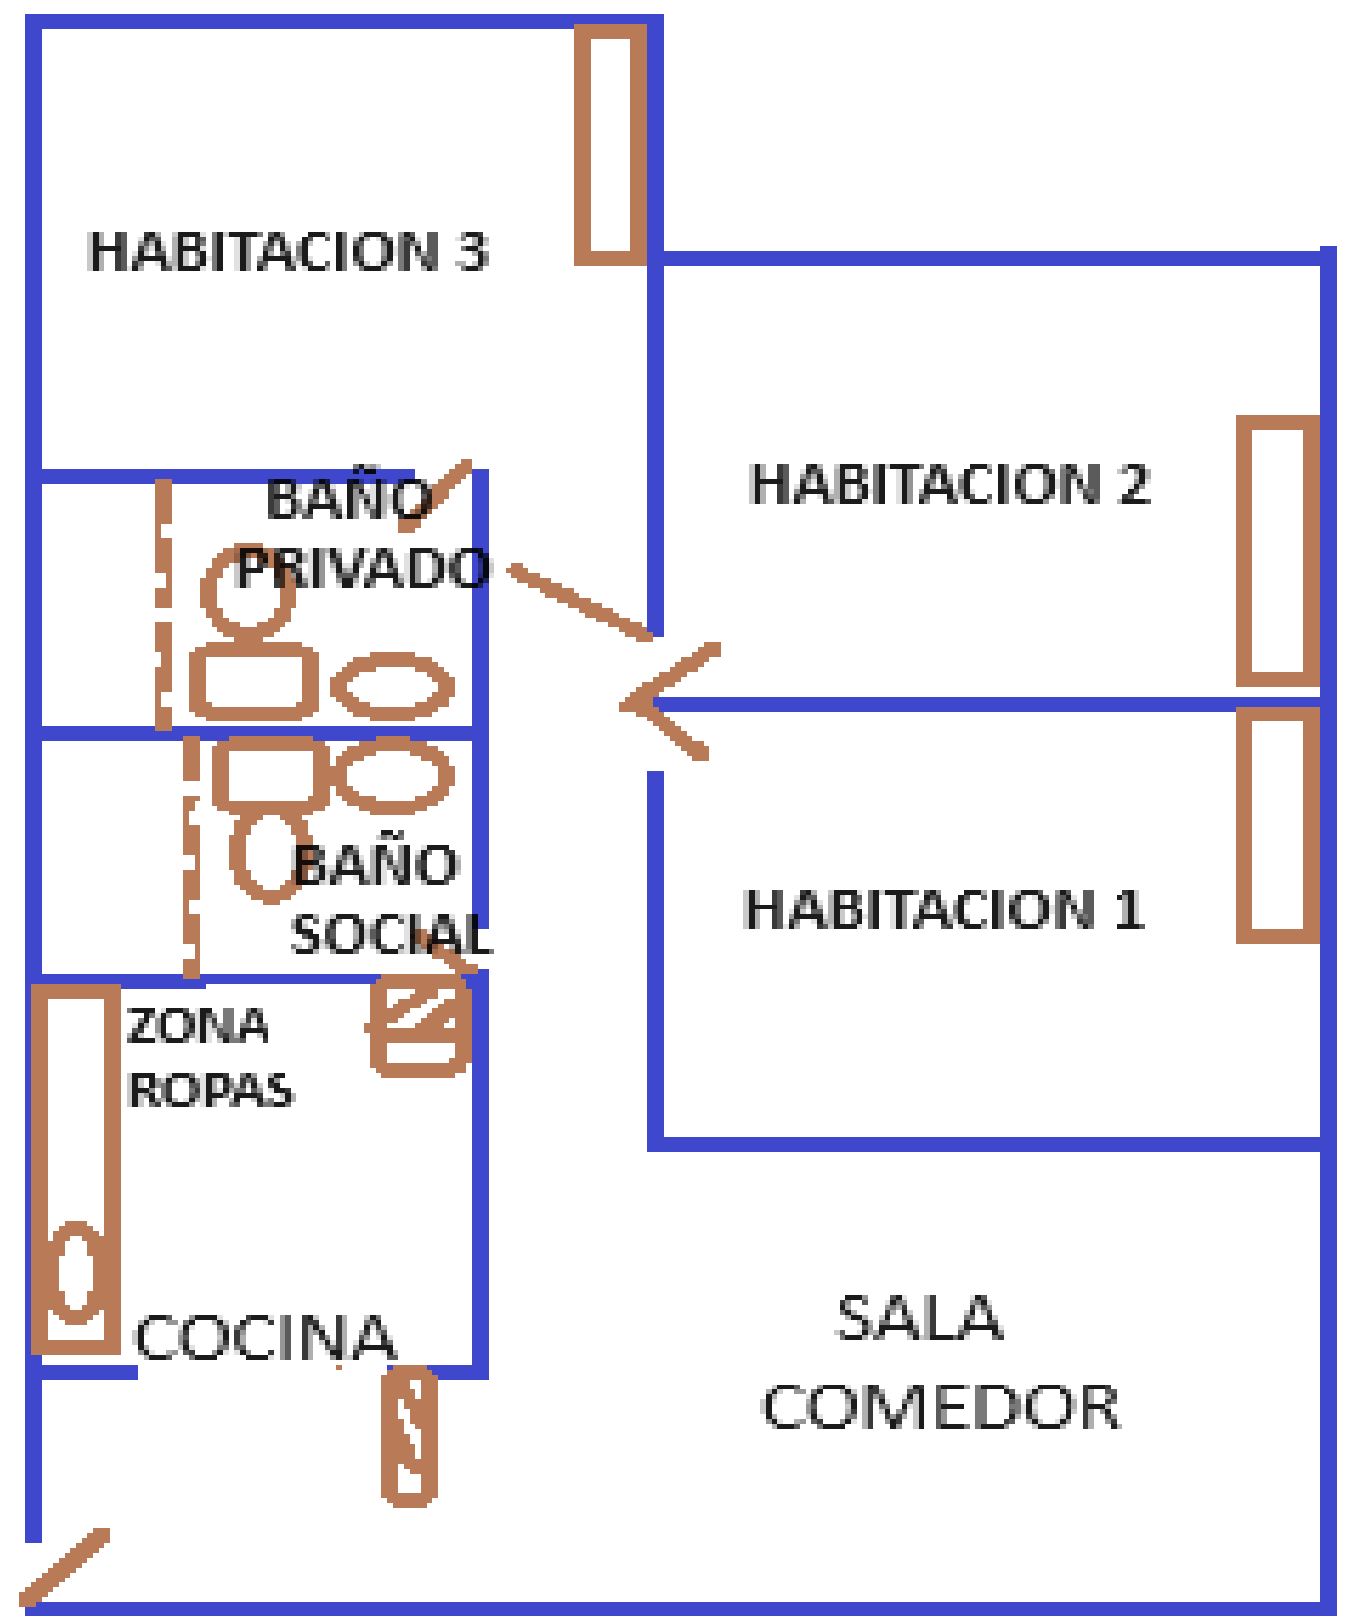 HABITACION 3
HABITACION 2
BAÑO
PRIVADO
BAÑO
SOCIAL
HABITACION 1
ZONA
ROPAS
COCINA
SALA
COMEDOR